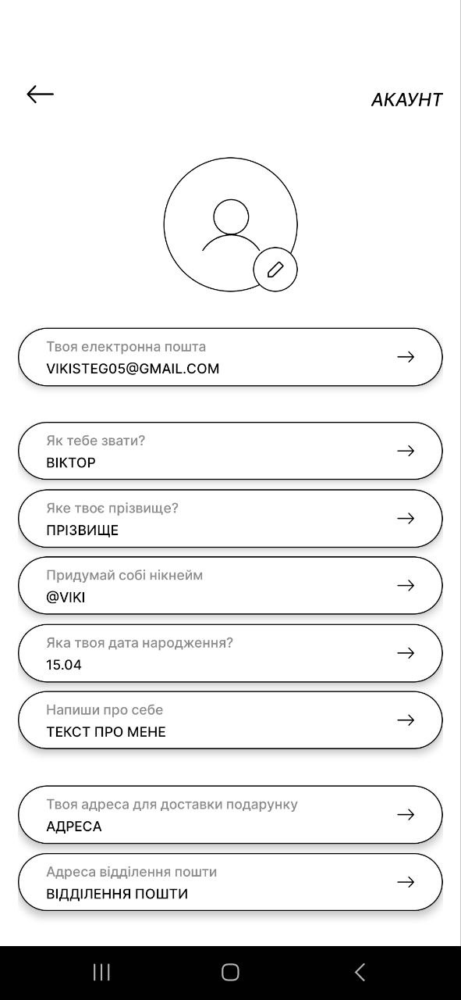 АКАУНТ
Твоя електронна пошта
VIKISTEG05@GMAIL.COM
Як тебе звати?
ВІКТОР
Яке твоє прізвище?
ПРІЗВИЩЕ
Придумай собі нікнейм
@VIKI
Яка твоя дата народження?
15.04
Напиши про себе
ТЕКСТ ПРО МЕНЕ
Твоя адреса для доставки подарунку
АДРЕСА
Адреса відділення пошти
ВІДДІЛЕННЯ ПОШТИ